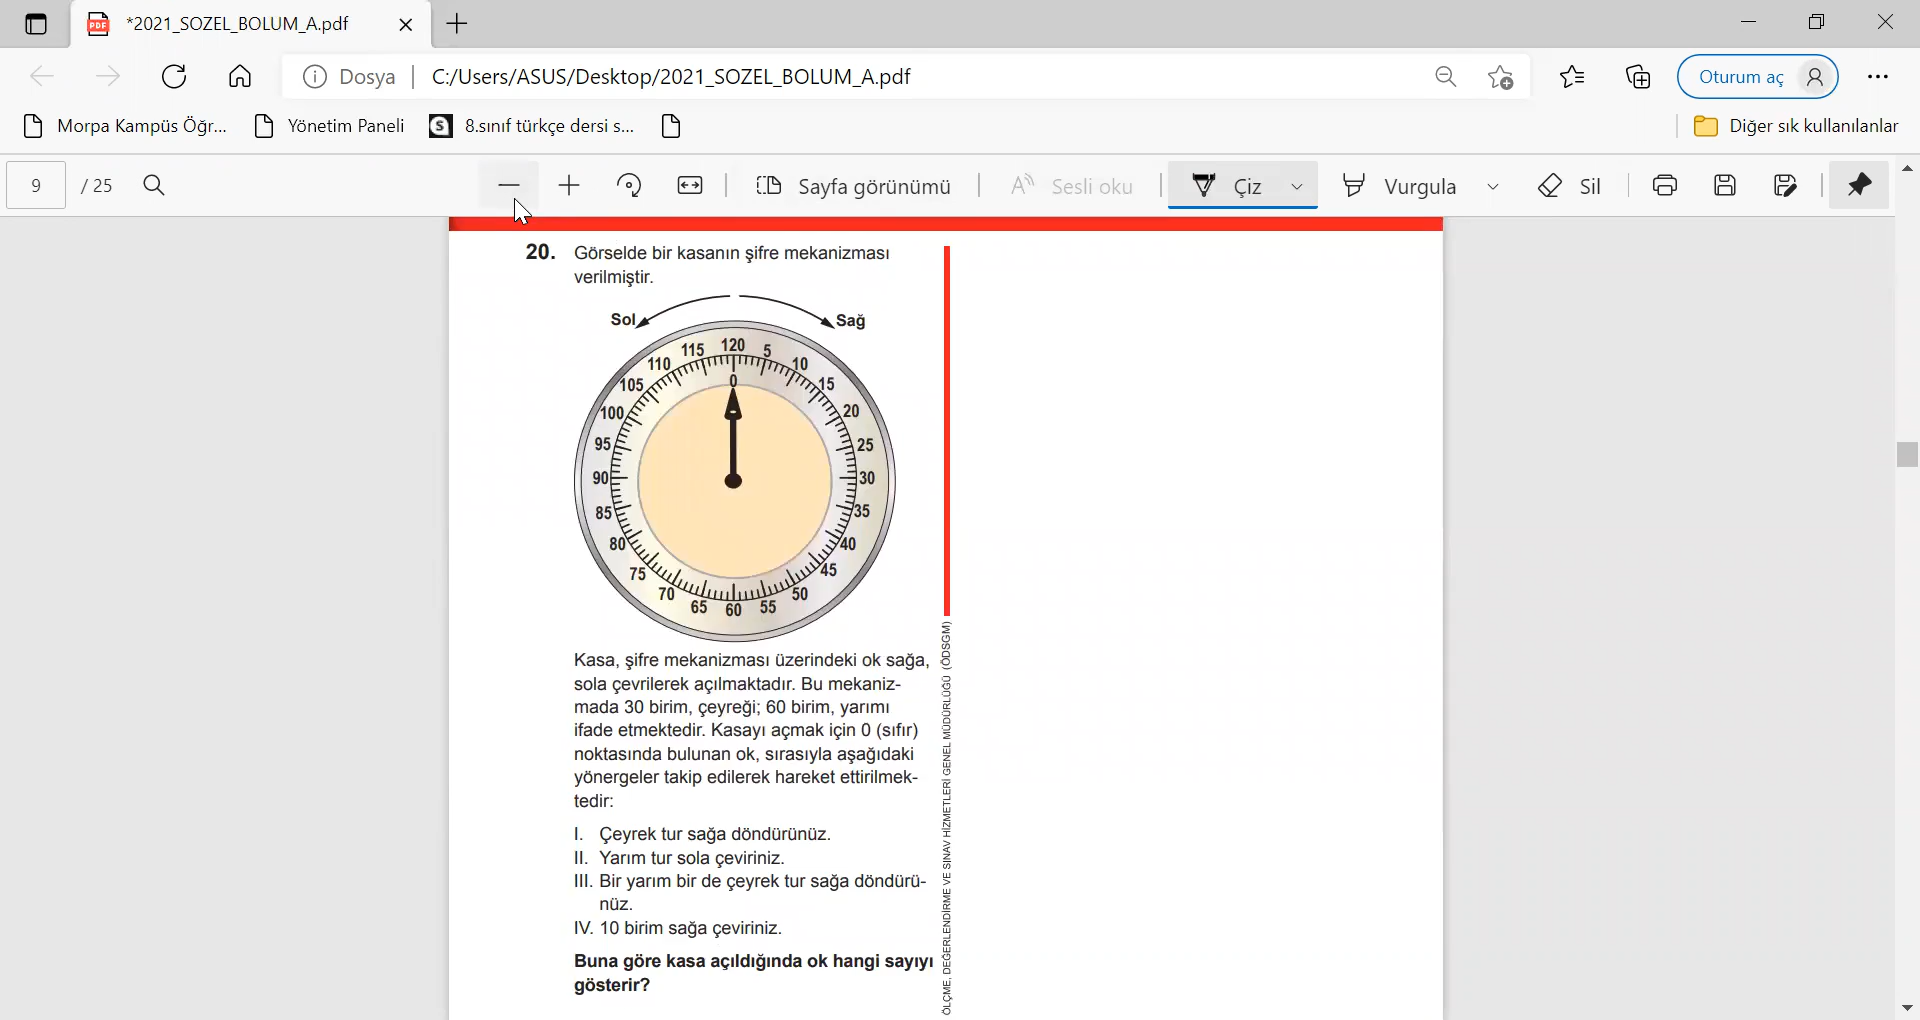 *2021_SOZEL_BOLUM_A.pdf
Dosya
C:/Users/ASUS/Desktop/2021_SOZEL_BOLUM_A.pdf
Oturum aç
Morpa Kampüs Öğr...
Yönetim Paneli
8.sınıf türkçe dersi s...
Diğer sık kullanılanlar
9 / 25
Sayfa görünümü
Sesli oku
Çiz
Vurgula
Sil
20. Görselde bir kasanın şifre mekanizması
verilmiştir.
Sol
Sağ
120
5
10
15
20
25
30
35
40
45
50
55
60
65
70
75
80
85
90
95
100
105
110
115
0
Kasa, şifre mekanizması üzerindeki ok sağa,
sola çevrilerek açılmaktadır. Bu mekaniz-
mada 30 birim, çeyreği; 60 birim, yarımı
ifade etmektedir. Kasayı açmak için 0 (sıfır)
noktasında bulunan ok, sırasıyla aşağıdaki
yönergeler takip edilerek hareket ettirilmek-
tedir:
I. Çeyrek tur sağa döndürünüz.
II. Yarım tur sola çeviriniz.
III. Bir yarım bir de çeyrek tur sağa döndürü-
nüz.
IV. 10 birim sağa çeviriniz.
Buna göre kasa açıldığında ok hangi sayıyı
gösterir?
ÖLÇME, DEĞERLENDİRME VE SINAV HİZMETLERİ GENEL MÜDÜRLÜĞÜ (ÖDSGM)